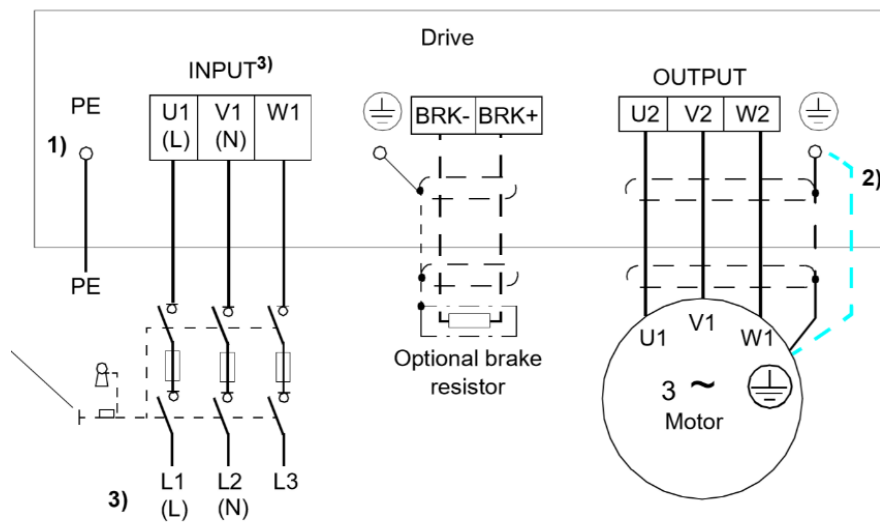 Drive
INPUT3)
OUTPUT
PE
1)
U1
(L)
V1
(N)
W1
BRK-
BRK+
U2
V2
W2
2)
PE
U1
V1
W1
Optional brake
resistor
3 ~
Motor
3)
L1
(L)
L2
(N)
L3